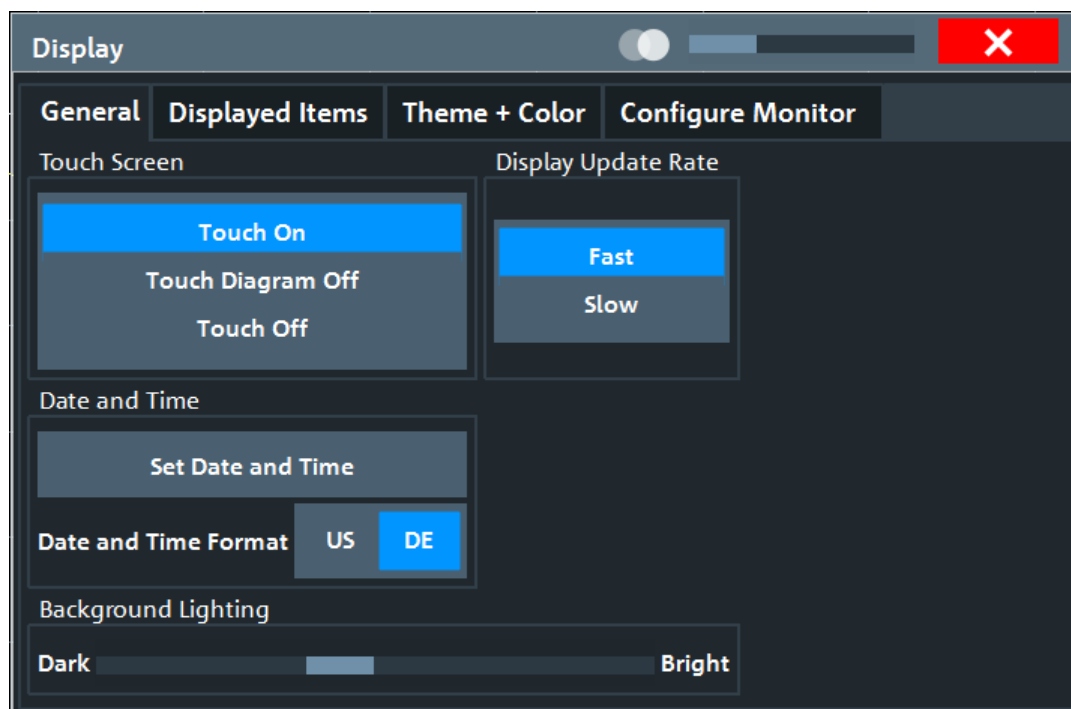 Display
General Displayed Items Theme + Color Configure Monitor
Touch Screen
Display Update Rate
Touch On
Touch Diagram Off
Touch Off
Fast
Slow
Date and Time
Set Date and Time
Date and Time Format US DE
Background Lighting
Dark Bright